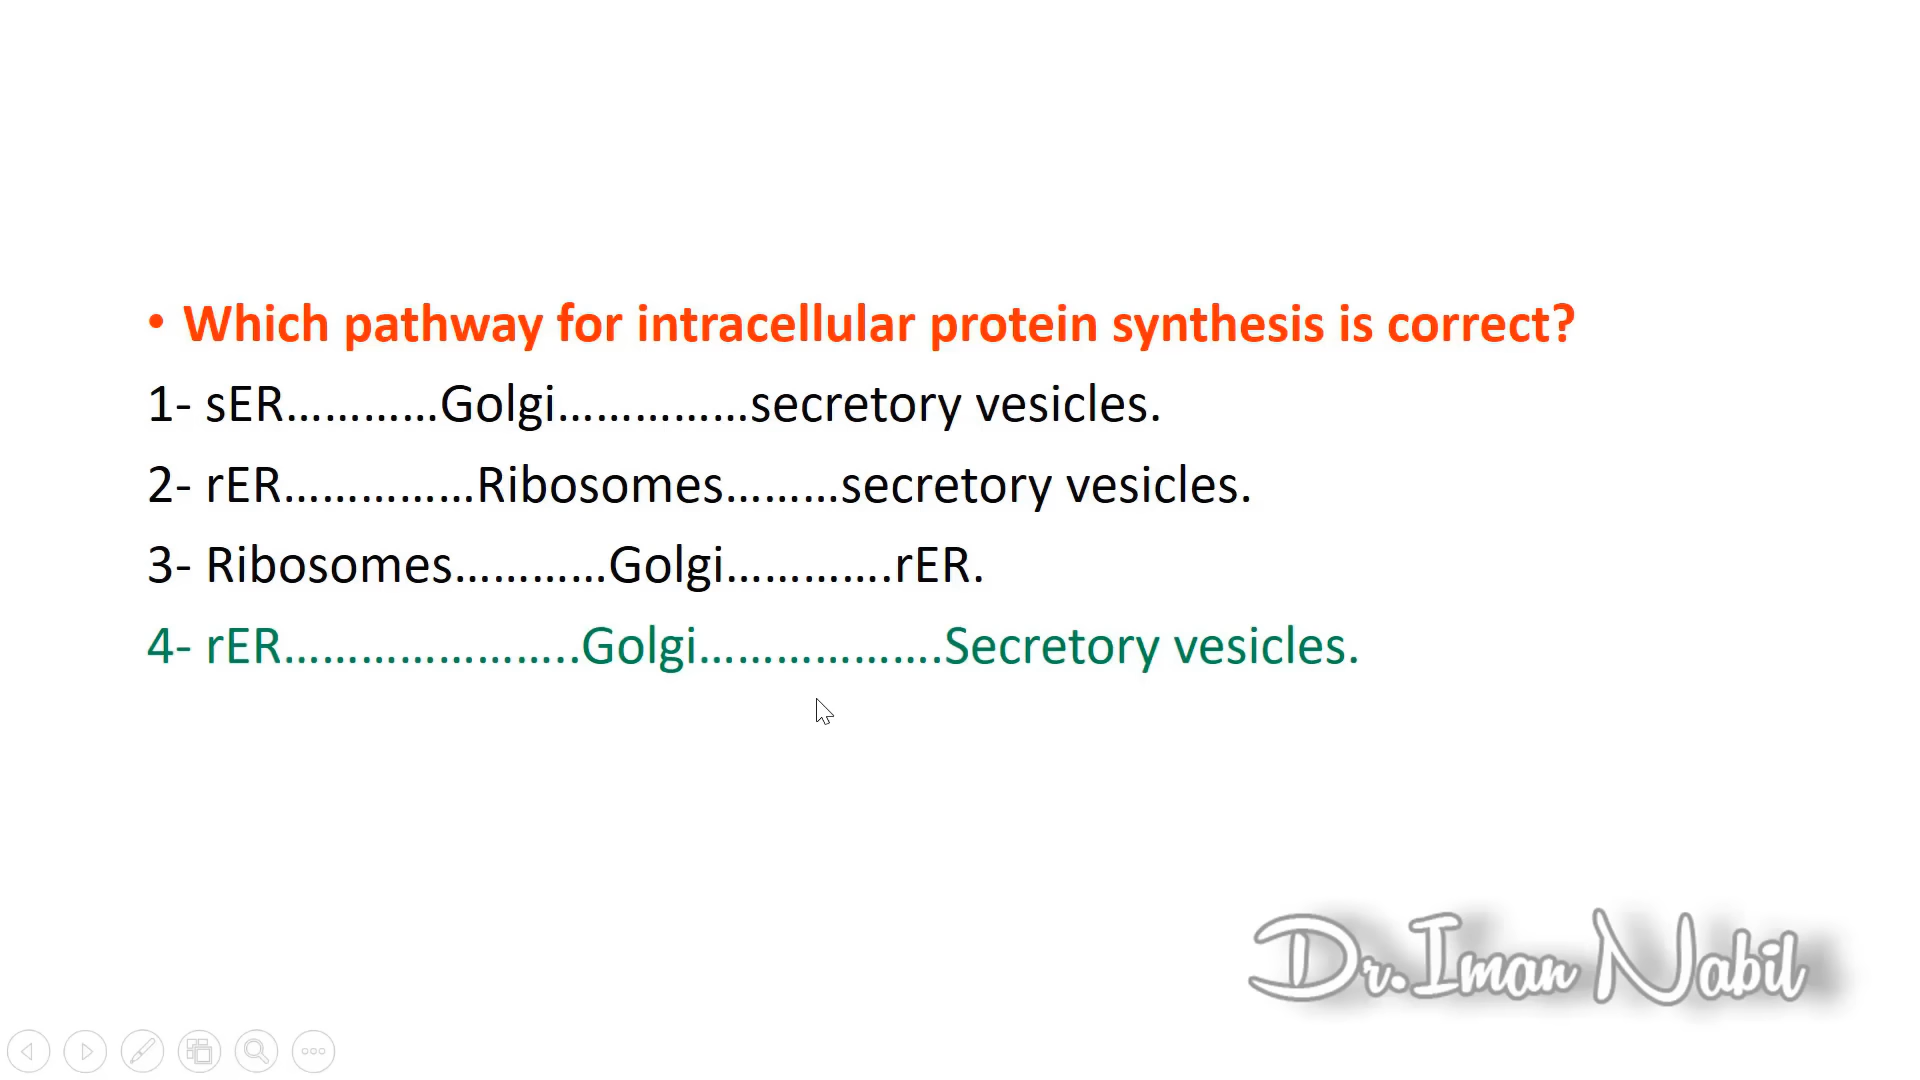 • Which pathway for intracellular protein synthesis is correct?
1- sER…………Golgi……………secretory vesicles.
2- rER……………Ribosomes………secretory vesicles.
3- Ribosomes…………Golgi………….rER.
4- rER…………………..Golgi……………….Secretory vesicles.
Dr.Iman Nabil